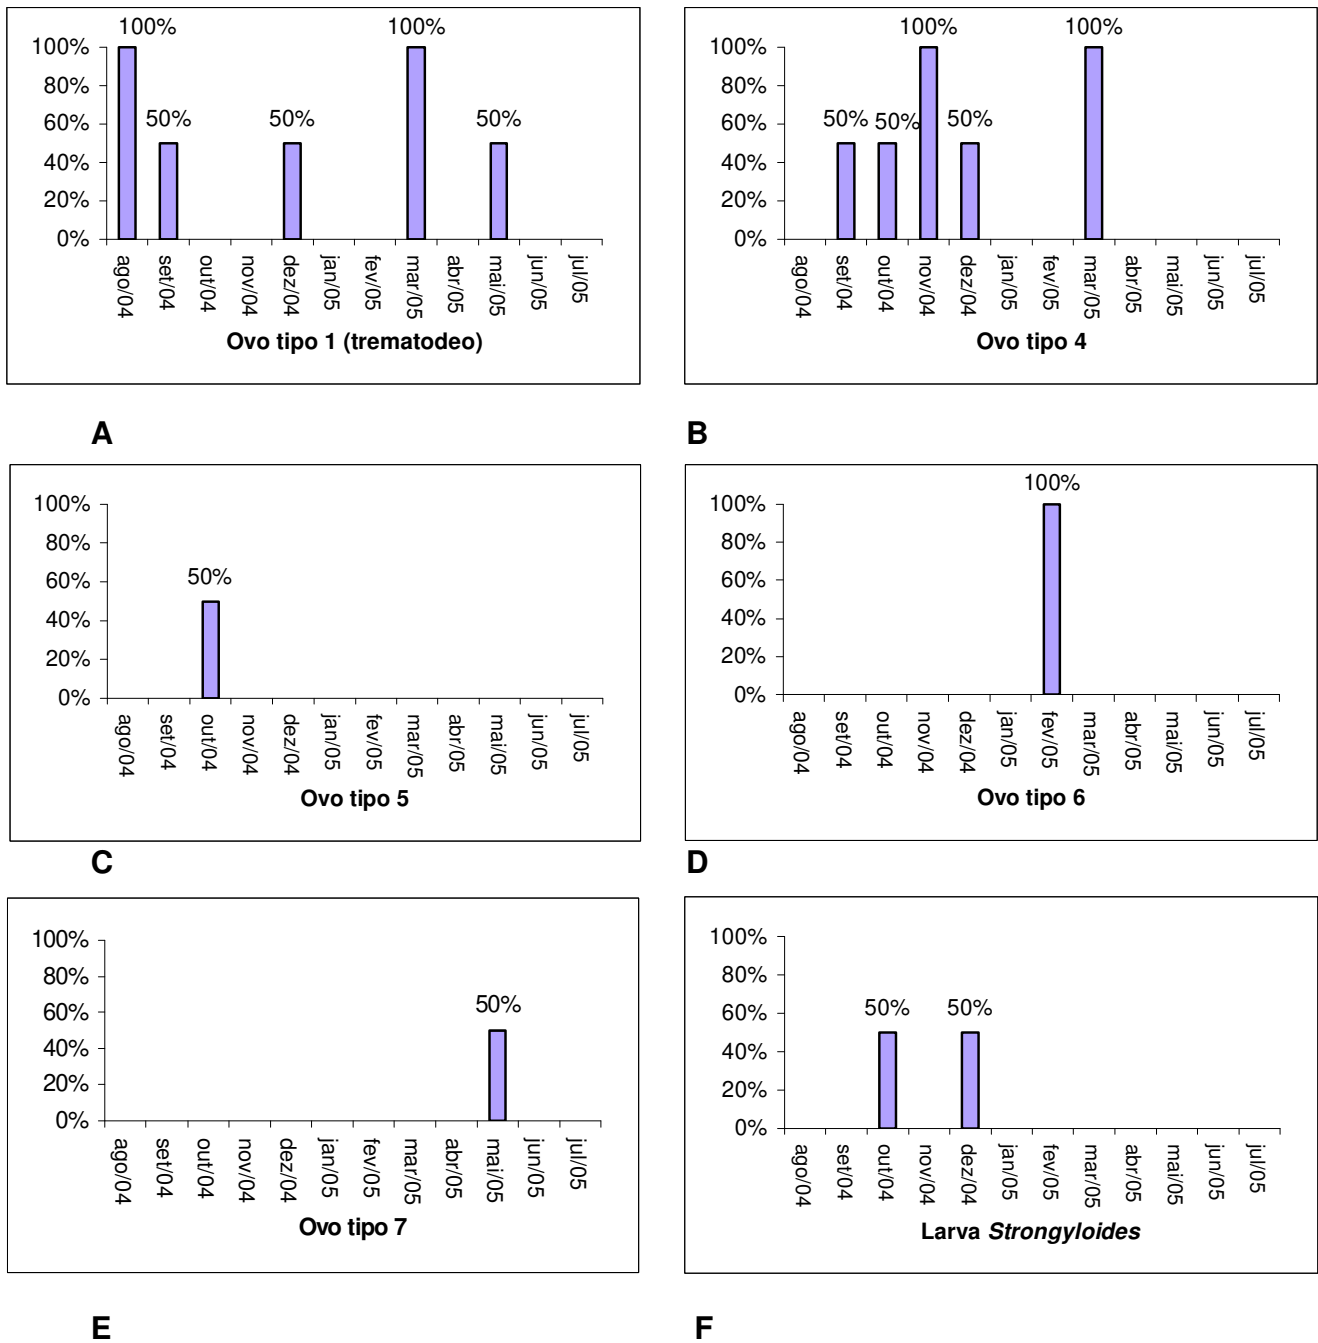 100% 100%
100%
80%
60%
40%
20%
0%
50% 50% 50%
ago/04 set/04 out/04 nov/04 dez/04 jan/05 fev/05 mar/05 abr/05 mai/05 jun/05 jul/05
Ovo tipo 1 (trematodeo)
A
100% 100%
100%
80%
60%
40%
20%
0%
50% 50% 50%
ago/04 set/04 out/04 nov/04 dez/04 jan/05 fev/05 mar/05 abr/05 mai/05 jun/05 jul/05
Ovo tipo 4
B
100%
80%
60%
40%
20%
0%
50%
ago/04 set/04 out/04 nov/04 dez/04 jan/05 fev/05 mar/05 abr/05 mai/05 jun/05 jul/05
Ovo tipo 5
C
100%
100%
80%
60%
40%
20%
0%
ago/04 set/04 out/04 nov/04 dez/04 jan/05 fev/05 mar/05 abr/05 mai/05 jun/05 jul/05
Ovo tipo 6
D
100%
80%
60%
40%
20%
0%
50%
ago/04 set/04 out/04 nov/04 dez/04 jan/05 fev/05 mar/05 abr/05 mai/05 jun/05 jul/05
Ovo tipo 7
E
100%
80%
60%
40%
20%
0%
50% 50%
ago/04 set/04 out/04 nov/04 dez/04 jan/05 fev/05 mar/05 abr/05 mai/05 jun/05 jul/05
Larva Strongyloides
F